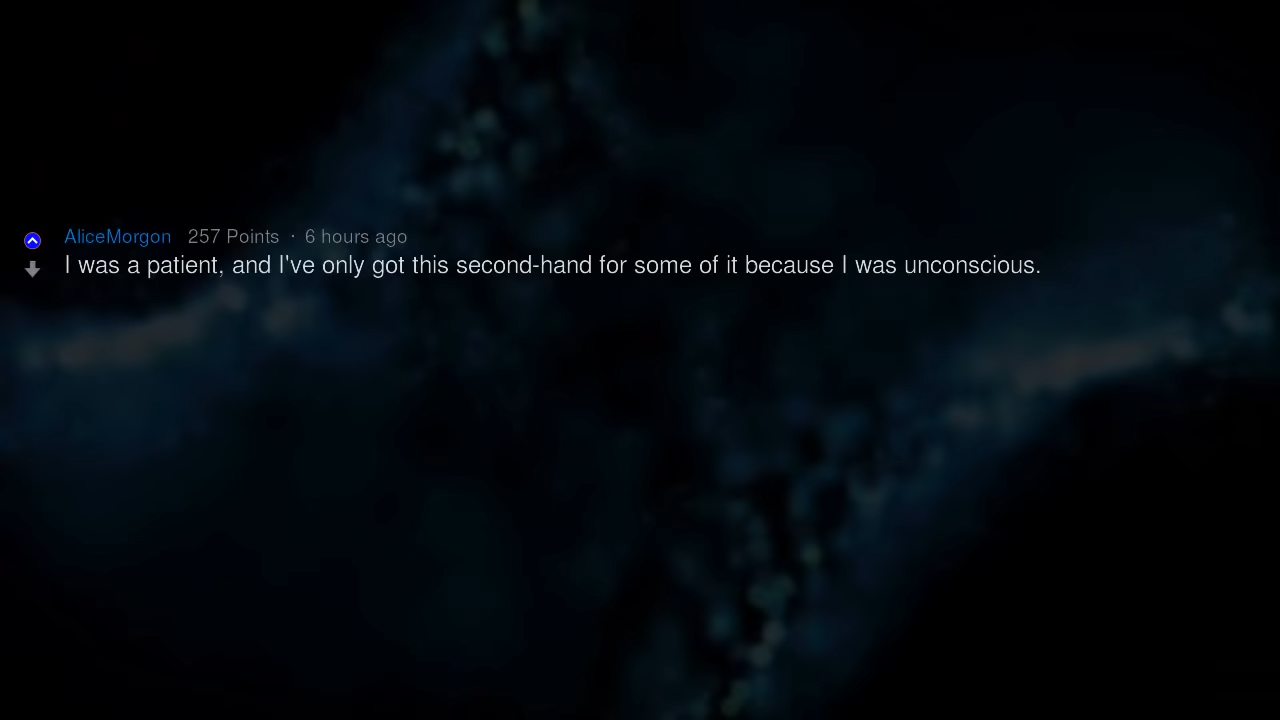 AliceMorgon 257 Points · 6 hours ago
I was a patient, and I've only got this second-hand for some of it because I was unconscious.